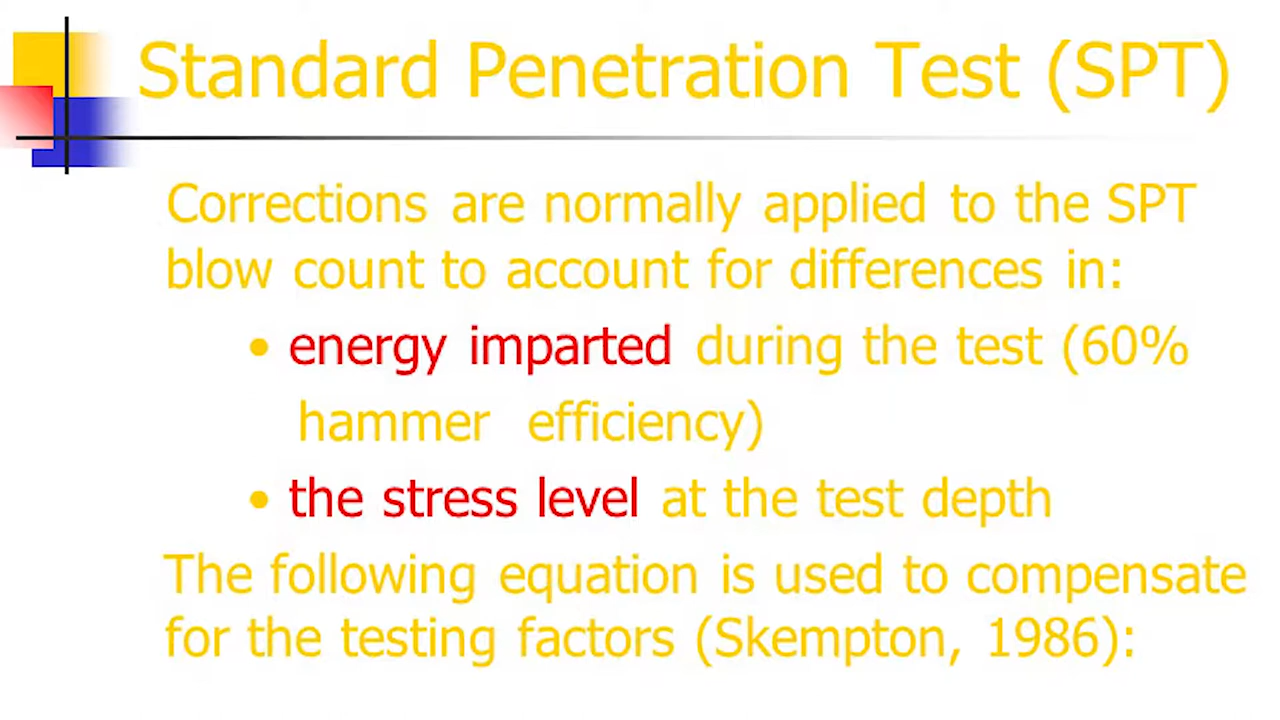 Standard Penetration Test (SPT)
Corrections are normally applied to the SPT
blow count to account for differences in:
• energy imparted during the test (60%
hammer efficiency)
• the stress level at the test depth
The following equation is used to compensate
for the testing factors (Skempton, 1986):